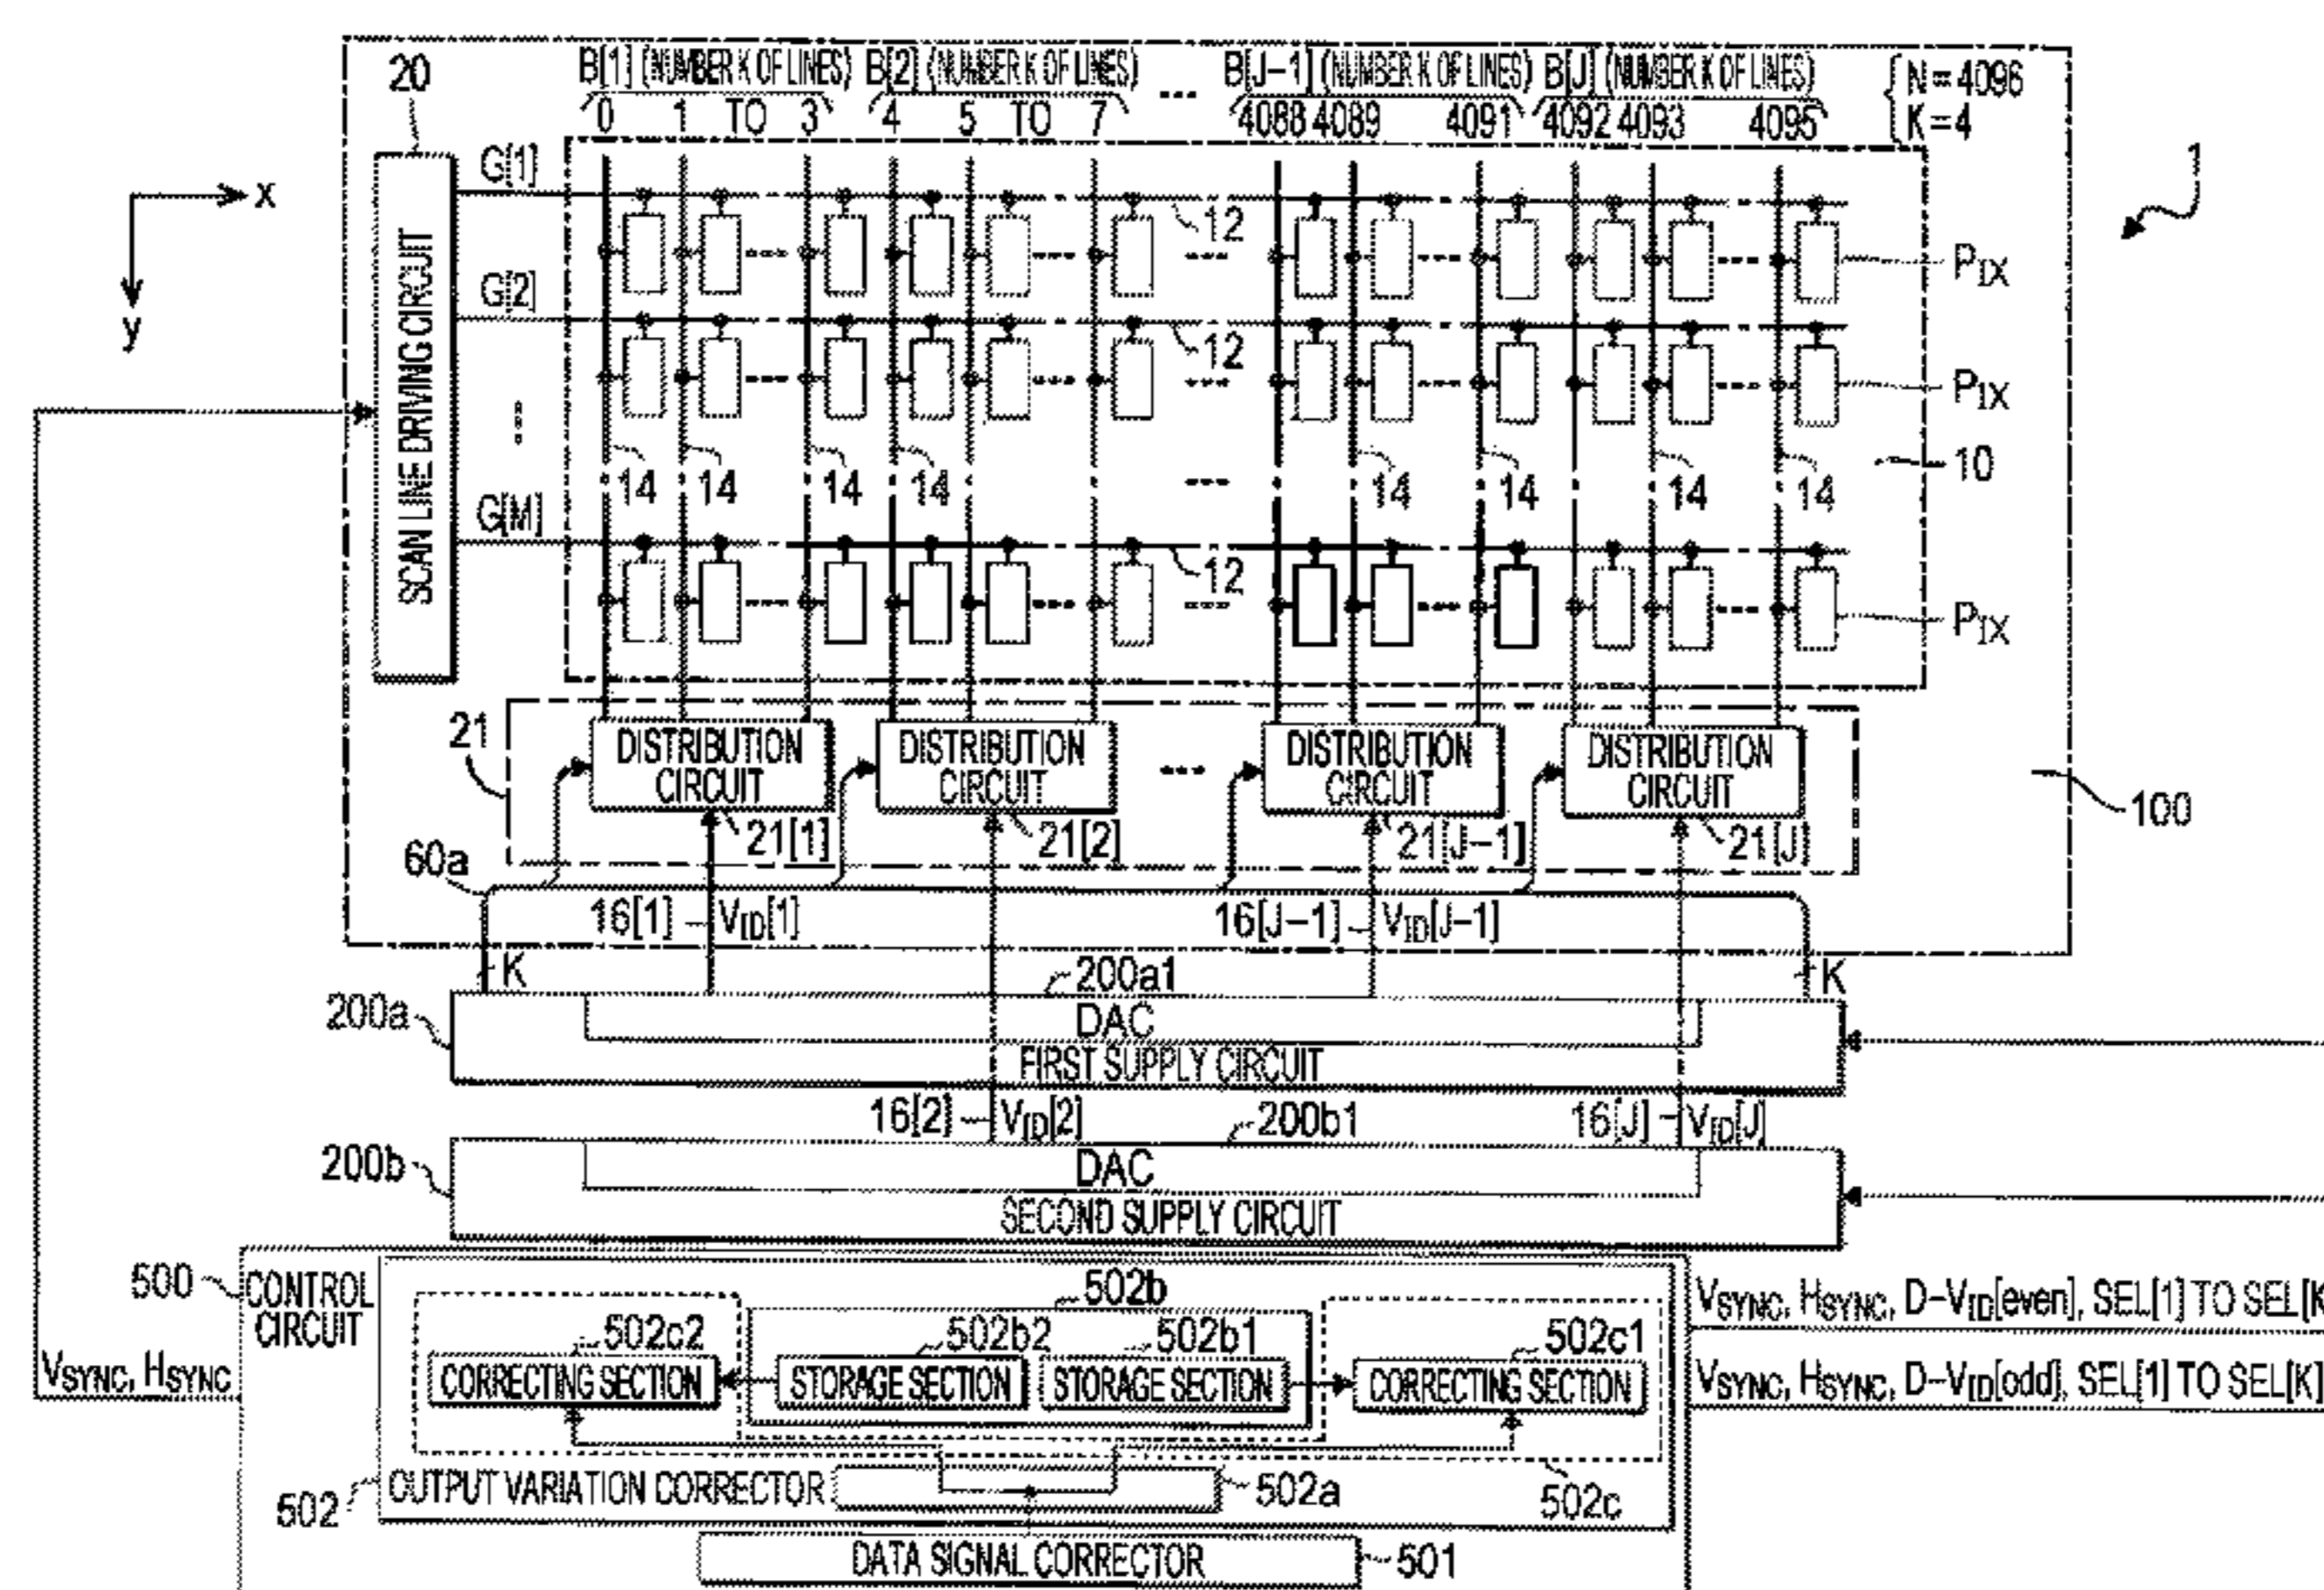 20
B[1] (NUMBER K OF LINES) B[2] (NUMBER K OF LINES) ... B[J-1] (NUMBER K OF LINES) B[J] (NUMBER K OF LINES) N=4096
0 1 TO 3 4 5 TO 7 4088 4089 4091 4092 4093 4095 K=4
1
G[1]
x
12
SCAN LINE DRIVING CIRCUIT
PIX
G[2]
y
12
PIX
14 14 14 14 ... 14 14 14 14
10
G[M]
12
PIX
21
DISTRIBUTION CIRCUIT DISTRIBUTION CIRCUIT ... DISTRIBUTION CIRCUIT DISTRIBUTION CIRCUIT
100
21[1] 21[2] 21[J-1] 21[J]
60a
16[1] VID[1] 16[J-1] VID[J-1]
K 200a1 K
200a
DAC
FIRST SUPPLY CIRCUIT
16[2] VID[2] 200b1 16[J] VID[J]
200b
DAC
SECOND SUPPLY CIRCUIT
500
CONTROL CIRCUIT
502b
VSYNC, HSYNC, D-VID[even], SEL[1] TO SEL[K
502c2 502b2 502b1 502c1
VSYNC, HSYNC
CORRECTING SECTION STORAGE SECTION STORAGE SECTION CORRECTING SECTION
VSYNC, HSYNC, D-VID[odd], SEL[1] TO SEL[K]
502
OUTPUT VARIATION CORRECTOR
502a
502c
DATA SIGNAL CORRECTOR
501